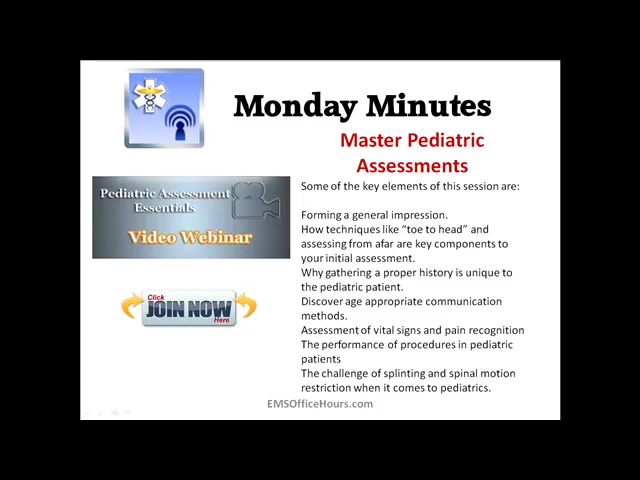 Monday Minutes
Master Pediatric
Assessments
Pediatric Assessment
Essentials
Video Webinar
Click
JOIN NOW
Here
Some of the key elements of this session are:
Forming a general impression.
How techniques like “toe to head” and
assessing from afar are key components to
your initial assessment.
Why gathering a proper history is unique to
the pediatric patient.
Discover age appropriate communication
methods.
Assessment of vital signs and pain recognition
The performance of procedures in pediatric
patients
The challenge of splinting and spinal motion
restriction when it comes to pediatrics.
EMSOfficeHours.com